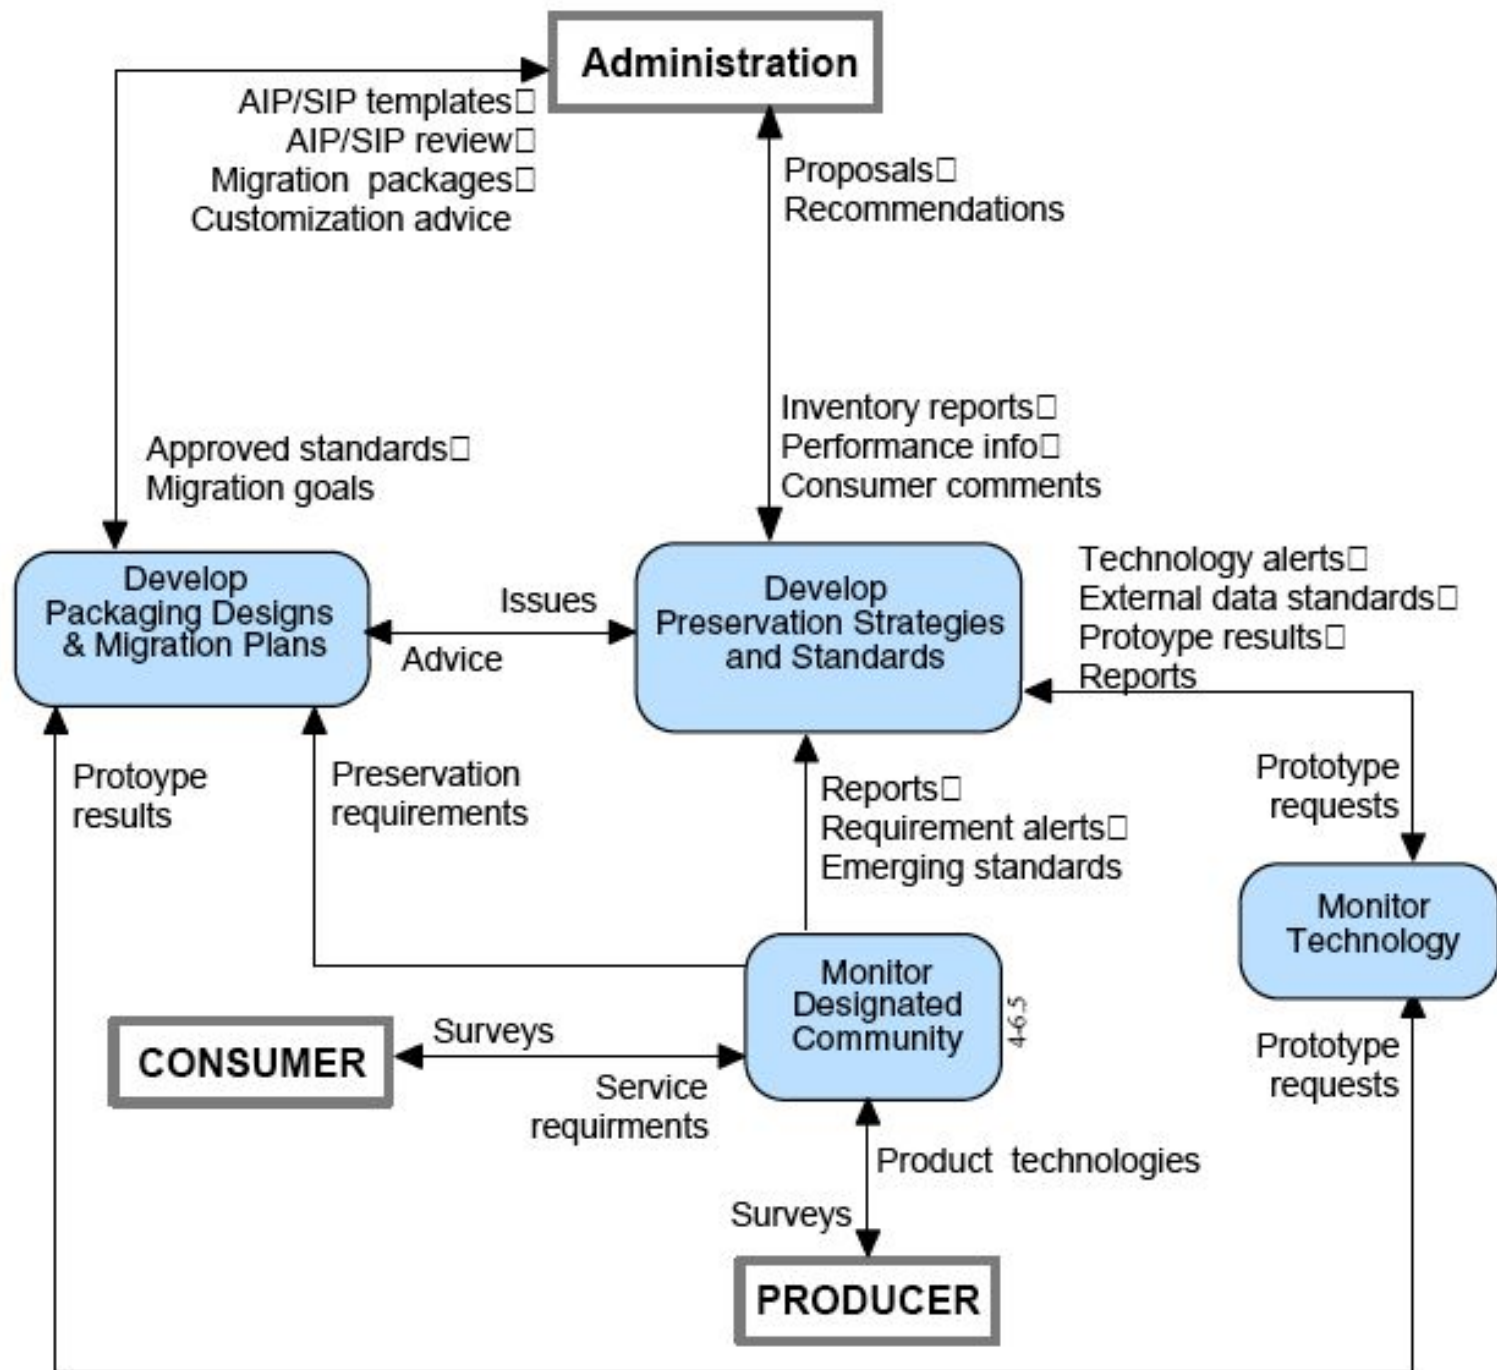 Administration
AIP/SIP templates□
AIP/SIP review□
Migration packages□
Customization advice
Proposals□
Recommendations
Approved standards□
Migration goals
Inventory reports□
Performance info□
Consumer comments
Develop
Packaging Designs
& Migration Plans
Issues
Advice
Develop
Preservation Strategies
and Standards
Technology alerts□
External data standards□
Protoype results□
Reports
Protoype
results
Preservation
requirements
Reports□
Requirement alerts□
Emerging standards
Prototype
requests
Monitor
Technology
Monitor
Designated
Community
4-6.5
CONSUMER
Surveys
Service
requirments
Prototype
requests
Product technologies
Surveys
PRODUCER